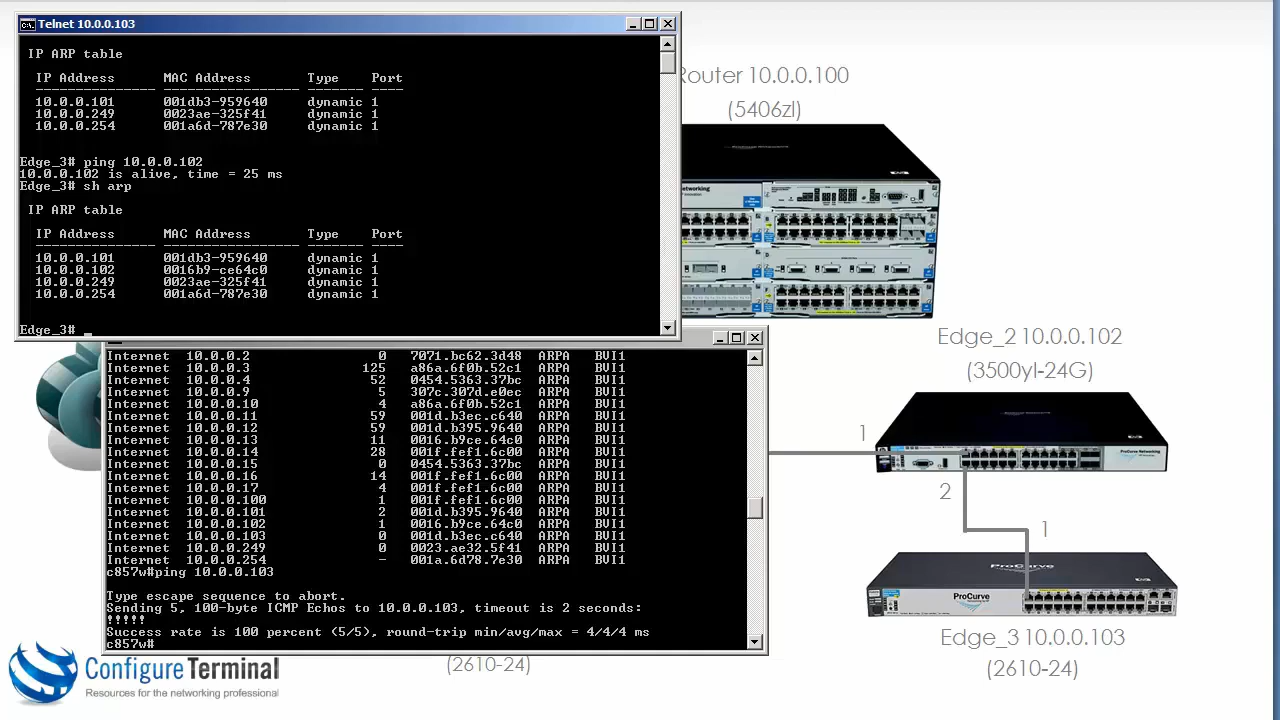 Telnet 10.0.0.103
IP ARP table
IP Address MAC Address Type Port
10.0.0.101 001db3-959640 dynamic 1
10.0.0.249 0023ae-325f41 dynamic 1
10.0.0.254 001a6d-787e30 dynamic 1
Edge_3# ping 10.0.0.102
10.0.0.102 is alive, time = 25 ms
Edge_3# sh arp
IP ARP table
IP Address MAC Address Type Port
10.0.0.101 001db3-959640 dynamic 1
10.0.0.102 0016b9-ce64c0 dynamic 1
10.0.0.249 0023ae-325f41 dynamic 1
10.0.0.254 001a6d-787e30 dynamic 1
Edge_3#
Internet 10.0.0.2 0 7071.bc62.3d48 ARPA BVI1
Internet 10.0.0.3 125 a86a.6f0b.52c1 ARPA BVI1
Internet 10.0.0.4 52 0454.5363.37bc ARPA BVI1
Internet 10.0.0.9 5 307c.307d.e0ec ARPA BVI1
Internet 10.0.0.10 4 a86a.6f0b.52c1 ARPA BVI1
Internet 10.0.0.11 59 001d.b3ec.c640 ARPA BVI1
Internet 10.0.0.12 59 001d.b395.9640 ARPA BVI1
Internet 10.0.0.13 11 0016.b9ce.64c0 ARPA BVI1
Internet ARPA BVI1
Internet 10.0.0.15 ARPA BVI1
Internet 10.0.0.16 001f.fef1.6c00 ARPA BVI1
Internet 10.0.0.17 001f.fef1.6c00 ARPA BVI1
Internet 10.0.0.100 1 001f.fef1.6c00 ARPA BVI1
Internet 10.0.0.101 2 001d.b395.9640 ARPA BVI1
Internet 10.0.0.102 1 0016.b9ce.64c0 ARPA BVI1
Internet 10.0.0.103 0 001d.b3ec.c640 ARPA BVI1
Internet 10.0.0.249 0 0023.ae32.5f41 ARPA BVI1
Internet 10.0.0.254 - 001a.6d78.7e30 ARPA BVI1
c857w#ping 10.0.0.103
Type escape sequence to abort.
Sending 5, 100-byte ICMP Echos to 10.0.0.103, timeout is 2 seconds:
!!!!!
Success rate is 100 percent (5/5), round-trip min/avg/max = 4/4/4 ms
c857w#
Router 10.0.0.100
(5406zl)
Edge_2 10.0.0.102
(3500yl-24G)
1
ProCurve Networking
2
1
ProCurve
ProCurve
Edge_3 10.0.0.103
(2610-24)
(2610-24)
Configure Terminal
Resources for the networking professional